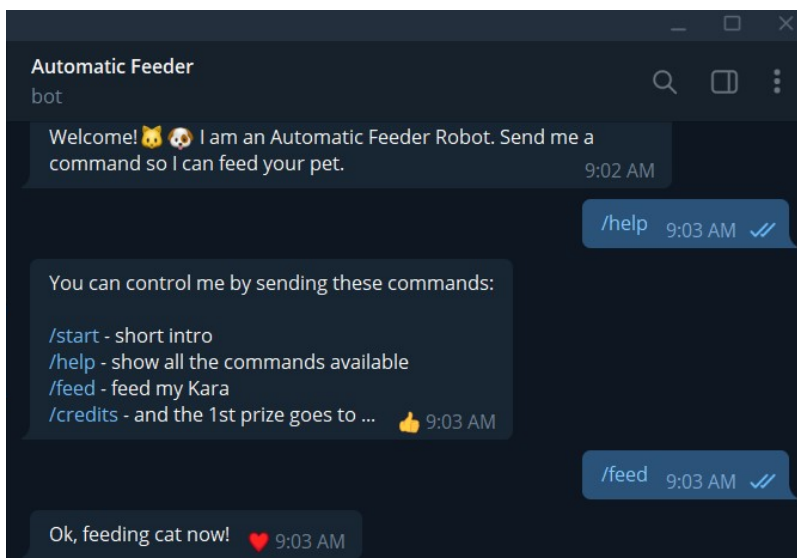 Automatic Feeder
bot
Welcome!🐱 🐶 I am an Automatic Feeder Robot. Send me a
command so I can feed your pet. 9:02 AM
/help 9:03 AM
You can control me by sending these commands:
/start - short intro
/help - show all the commands available
/feed - feed my Kara
/credits - and the 1st prize goes to ... 👍 9:03 AM
/feed 9:03 AM
Ok, feeding cat now! ♥ 9:03 AM